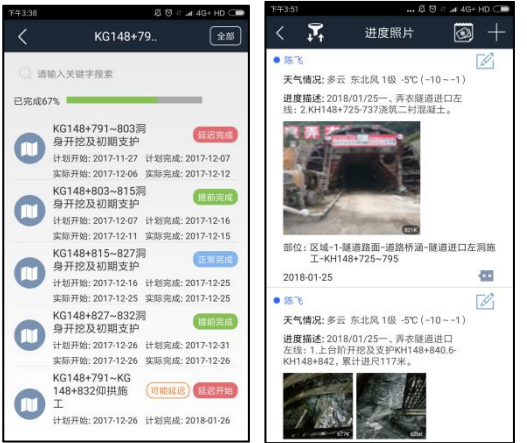 下午3:38
4G+ HD
KG148+79..
全部
请输入关键字搜索
已完成67%
KG148+791~803洞
身开挖及初期支护
延迟完成
计划开始: 2017-11-27 计划完成: 2017-12-07
实际开始: 2017-12-06 实际完成: 2017-12-12
KG148+803~815洞
身开挖及初期支护
提前完成
计划开始: 2017-12-07 计划完成: 2017-12-16
实际开始: 2017-12-11 实际完成: 2017-12-15
KG148+815~827洞
身开挖及初期支护
正常完成
计划开始: 2017-12-16 计划完成: 2017-12-25
实际开始: 2017-12-25 实际完成: 2017-12-25
KG148+827~832洞
身开挖及初期支护
提前完成
计划开始: 2017-12-26 计划完成: 2017-12-31
实际开始: 2017-12-26 实际完成: 2017-12-26
KG148+791~KG
148+832仰拱施
工
可能延迟
延迟开始
计划开始: 2017-12-26 计划完成: 2018-01-26
下午3:51
... 4G+ HD
进度照片
陈飞
天气情况: 多云 东北风 1级 -5℃ (-10~-1)
进度描述: 2018/01/25一、弄衣隧道进口左
线: 2.KH148+725-737浇筑二衬混凝土。
821K
部位: 区域-1-隧道路面-道路桥涵-隧道进口左洞施
工-KH148+725~795
2018-01-25
陈飞
天气情况: 多云 东北风 1级 -5℃ (-10~-1)
进度描述: 2018/01/25一、弄衣隧道进口
左线: 1.上台阶开挖及支护KH148+840.6-
KH148+842, 累计进尺117米。
677K
625K